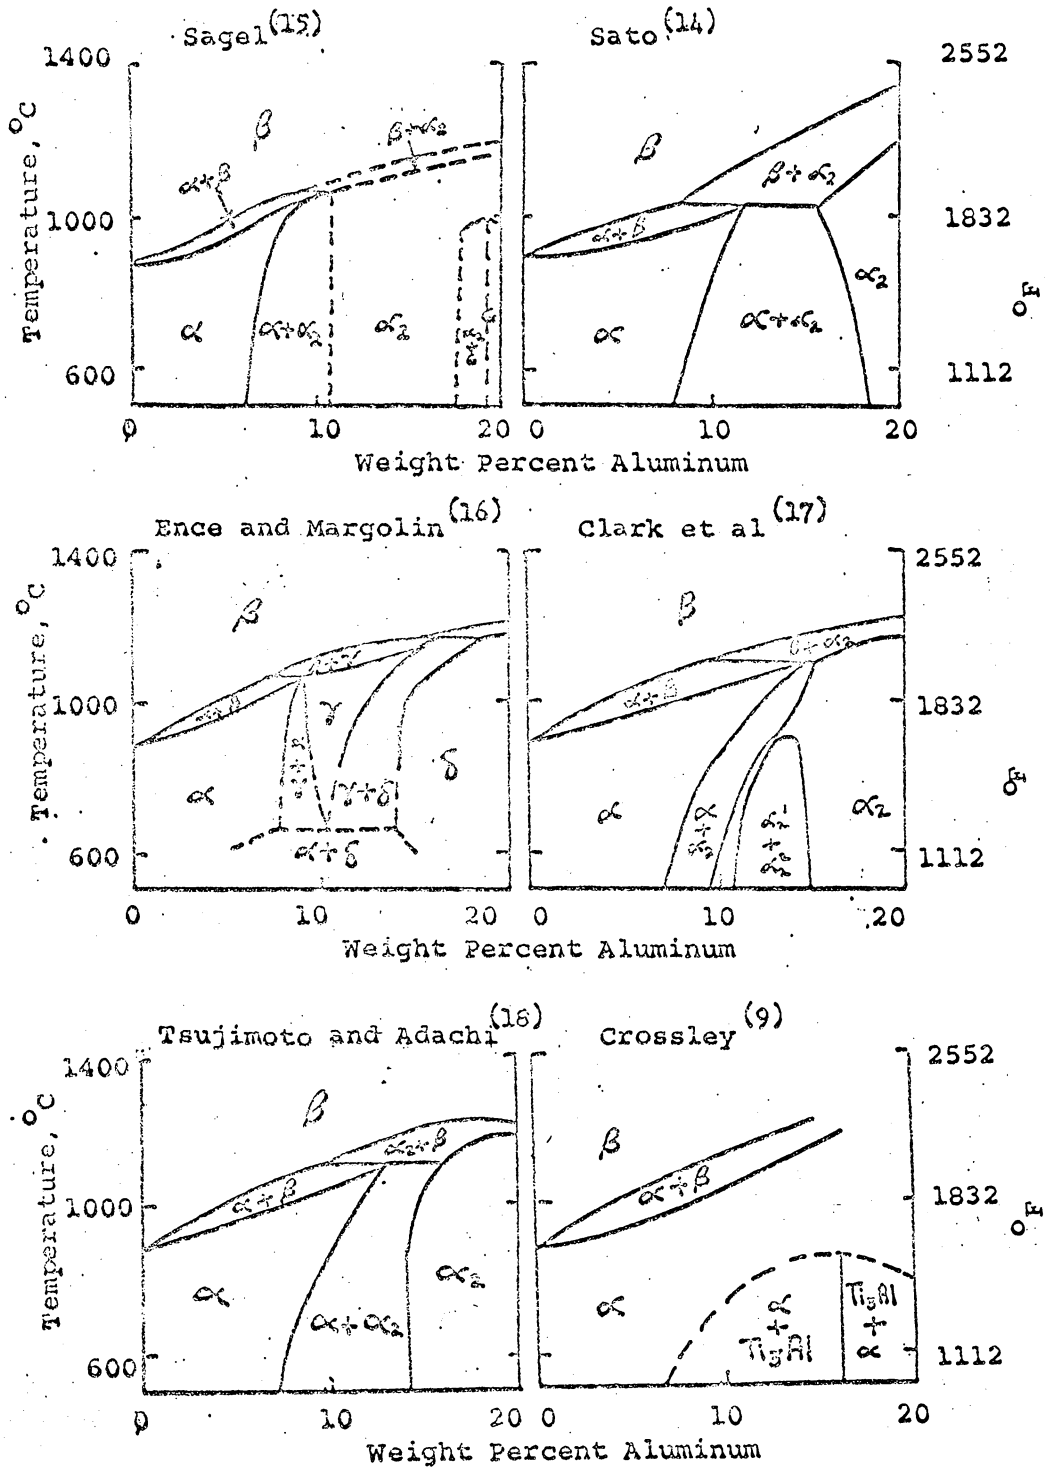 Sagel(15) Sato(14)
1400 2552
Temperature, °C
β β+α₂ β β+α₂
α+β α+β
1000 1832
α α+α₂ α₂ α α+α₂ α₂
°F
600 1112
0 10 20 0 10 20
Weight Percent Aluminum
Ence and Margolin(16) Clark et al(17)
1400 2552
Temperature, °C
β β
β+γ β+α₂
α+β α+β
1000 1832
γ
α γ+δ δ α α₂
°F
α+δ
600 1112
0 10 20 0 10 20
Weight Percent Aluminum
Tsujimoto and Adachi(18) Crossley(9)
1400 2552
Temperature, °C
β β
α₂+β
α+β α+β
1000 1832
°F
α α+α₂ α₂ α α + Ti₃Al Ti₃Al + α
600 1112
0 10 20 0 10 20
Weight Percent Aluminum